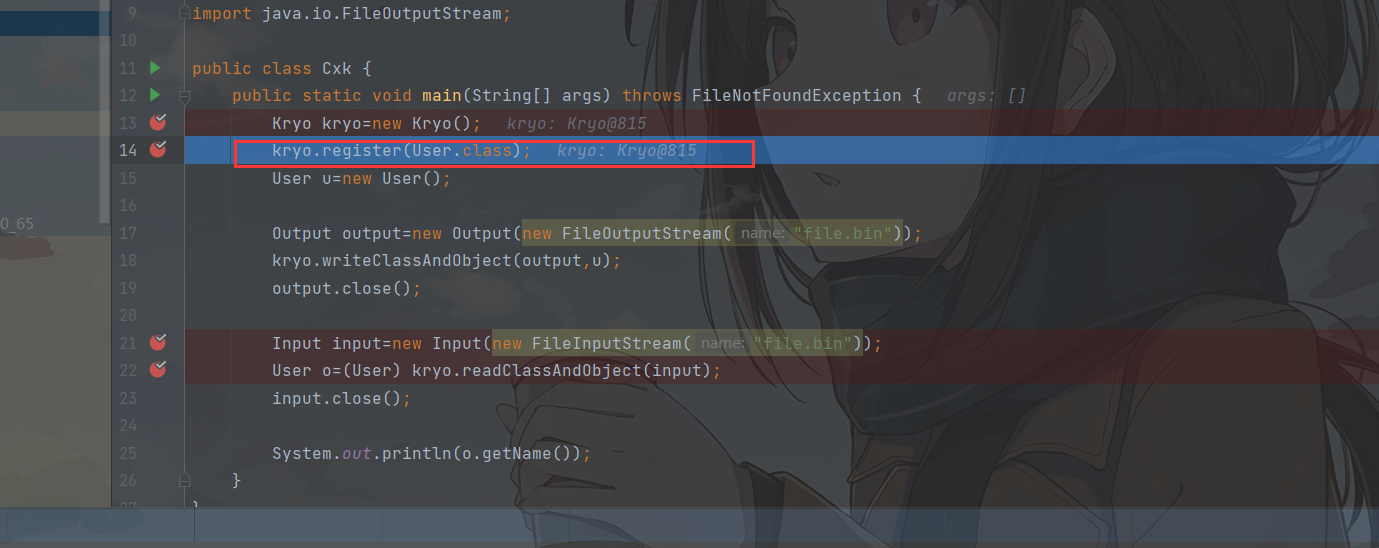 9 import java.io.FileOutputStream;
10
11 public class Cxk {
12 public static void main(String[] args) throws FileNotFoundException { args: []
13 Kryo kryo=new Kryo(); kryo: Kryo@815
14 kryo.register(User.class); kryo: Kryo@815
15 User u=new User();
16
0_65
17 Output output=new Output(new FileOutputStream( name: "file.bin"));
18 kryo.writeClassAndObject(output,u);
19 output.close();
20
21 Input input=new Input(new FileInputStream( name: "file.bin"));
22 User o=(User) kryo.readClassAndObject(input);
23 input.close();
24
25 System.out.println(o.getName());
26 }